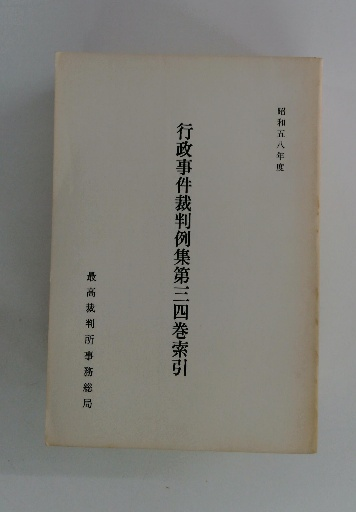 昭和五八年度
行政事件裁判例集第三四巻索引
最高裁判所事務総局